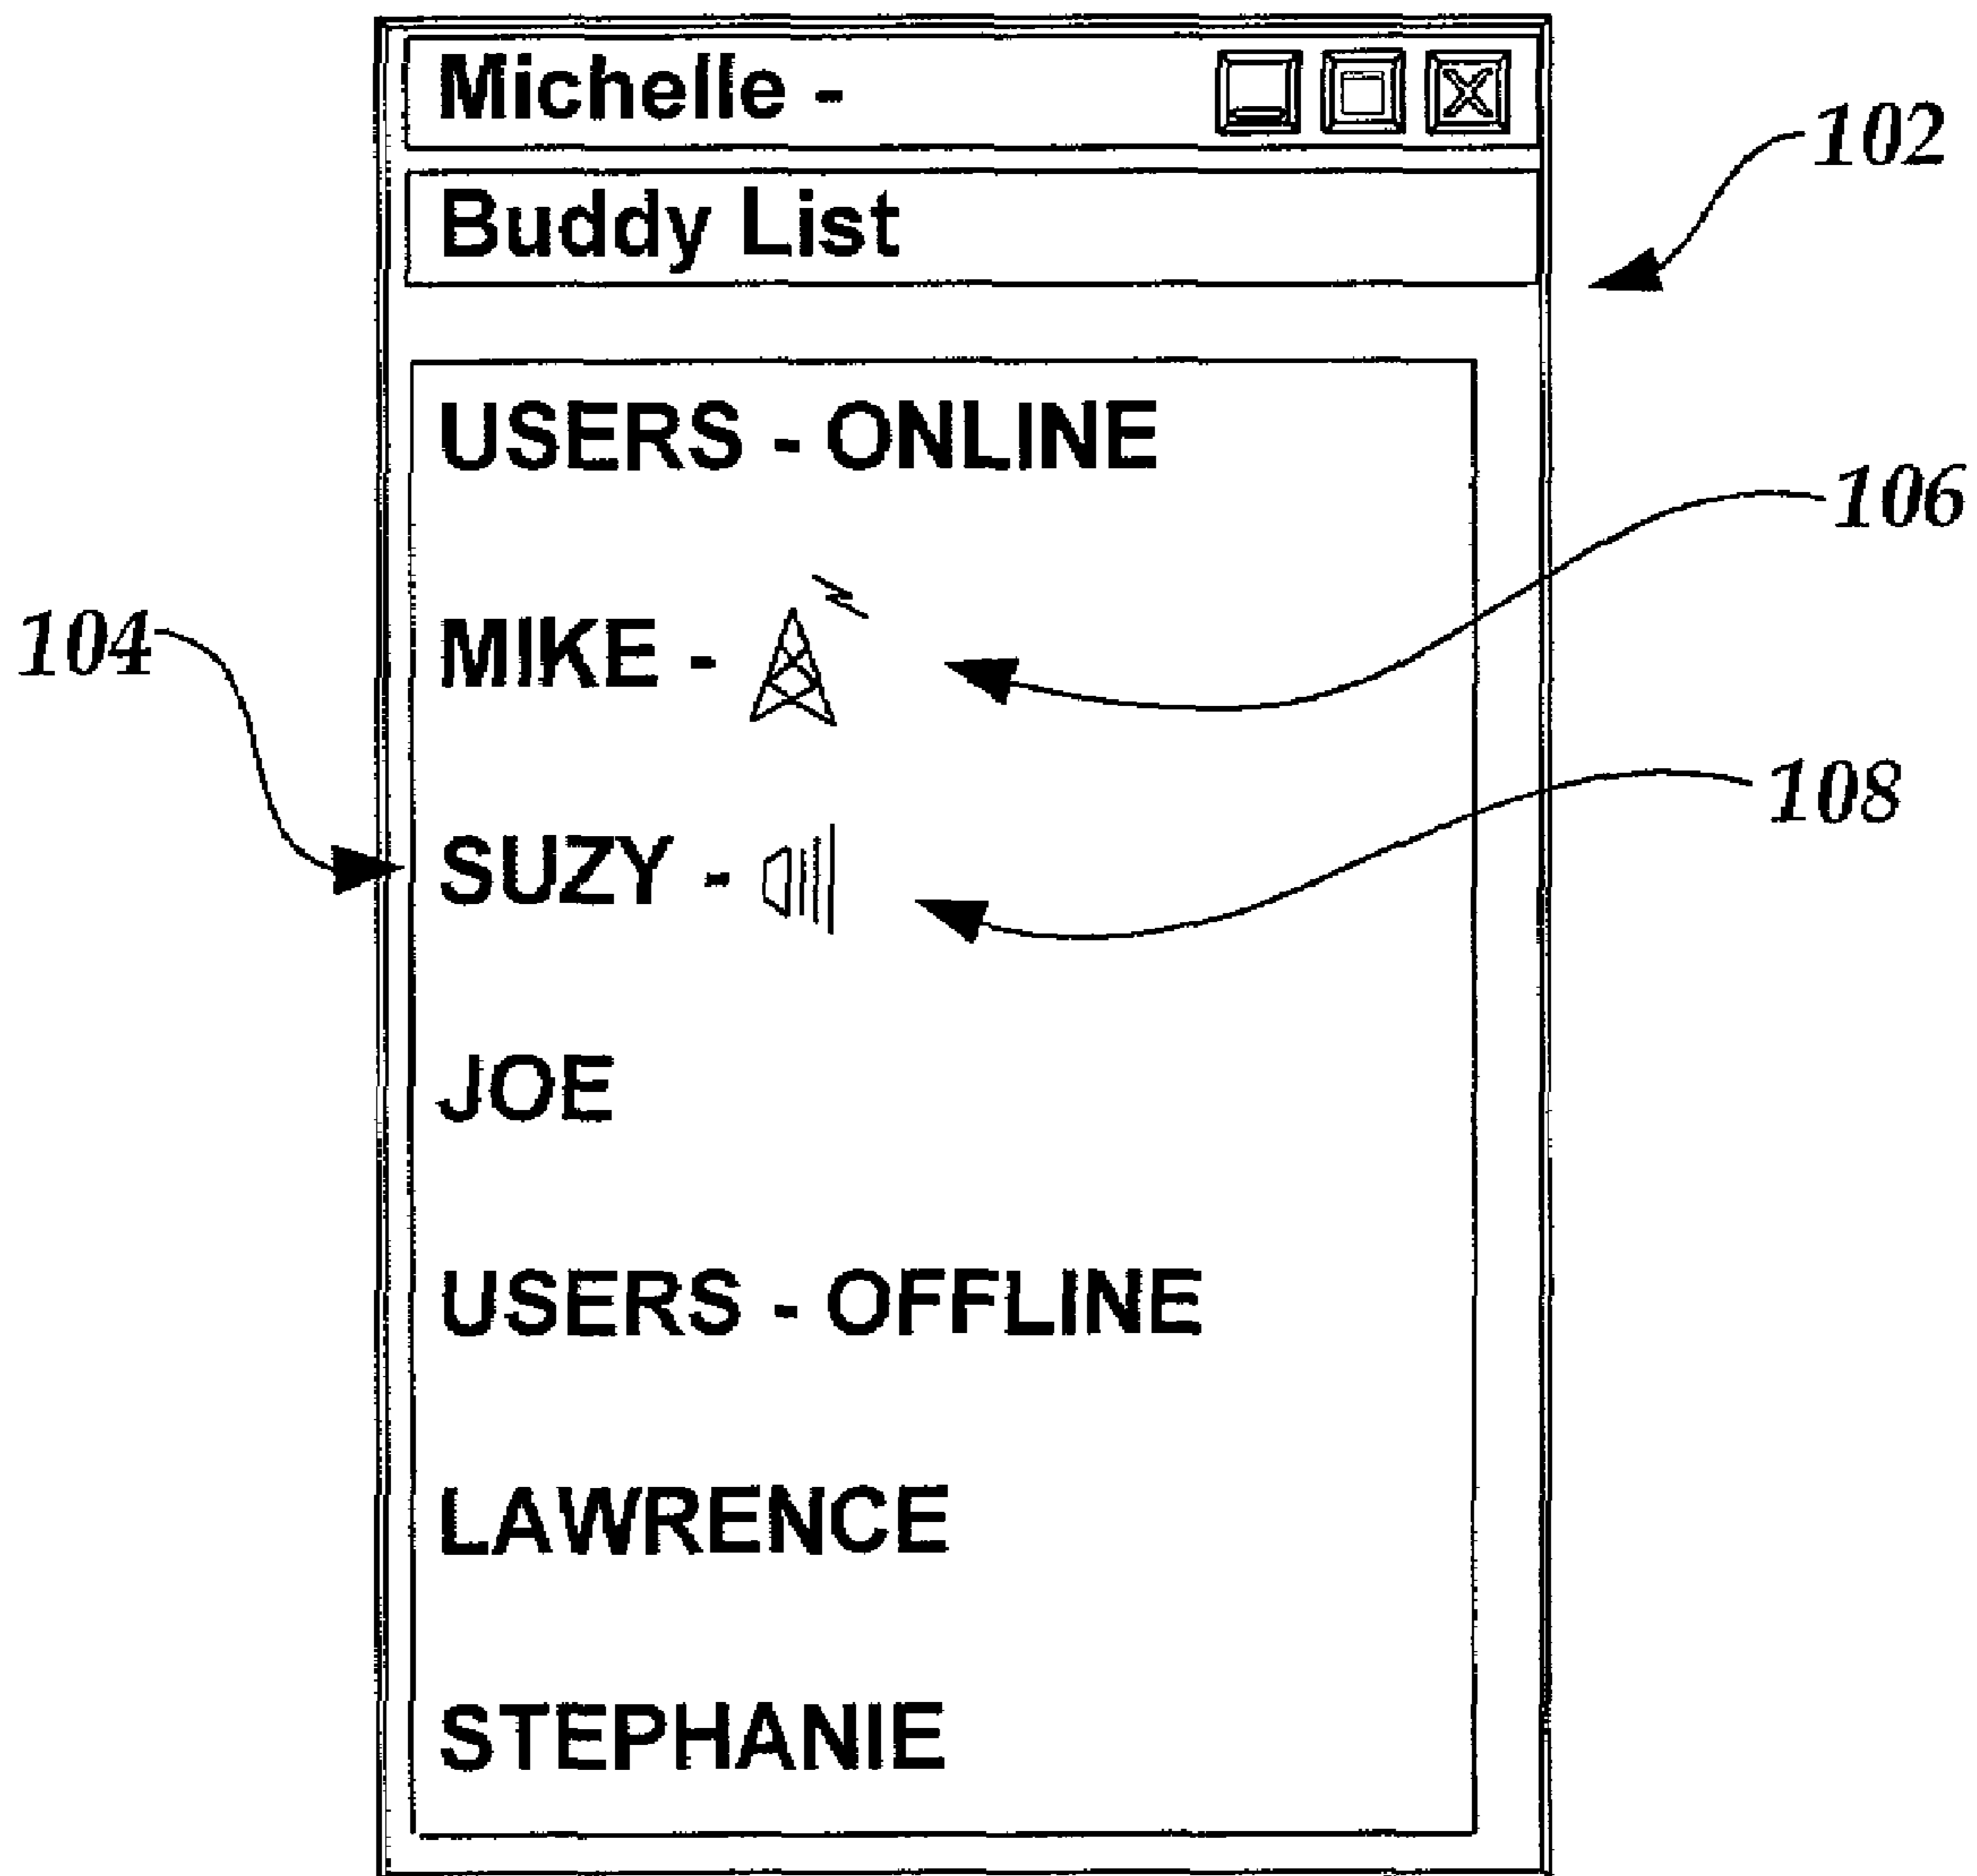 Michelle -
102
Buddy List
USERS - ONLINE
106
104
MIKE -
108
SUZY -
JOE
USERS - OFFLINE
LAWRENCE
STEPHANIE